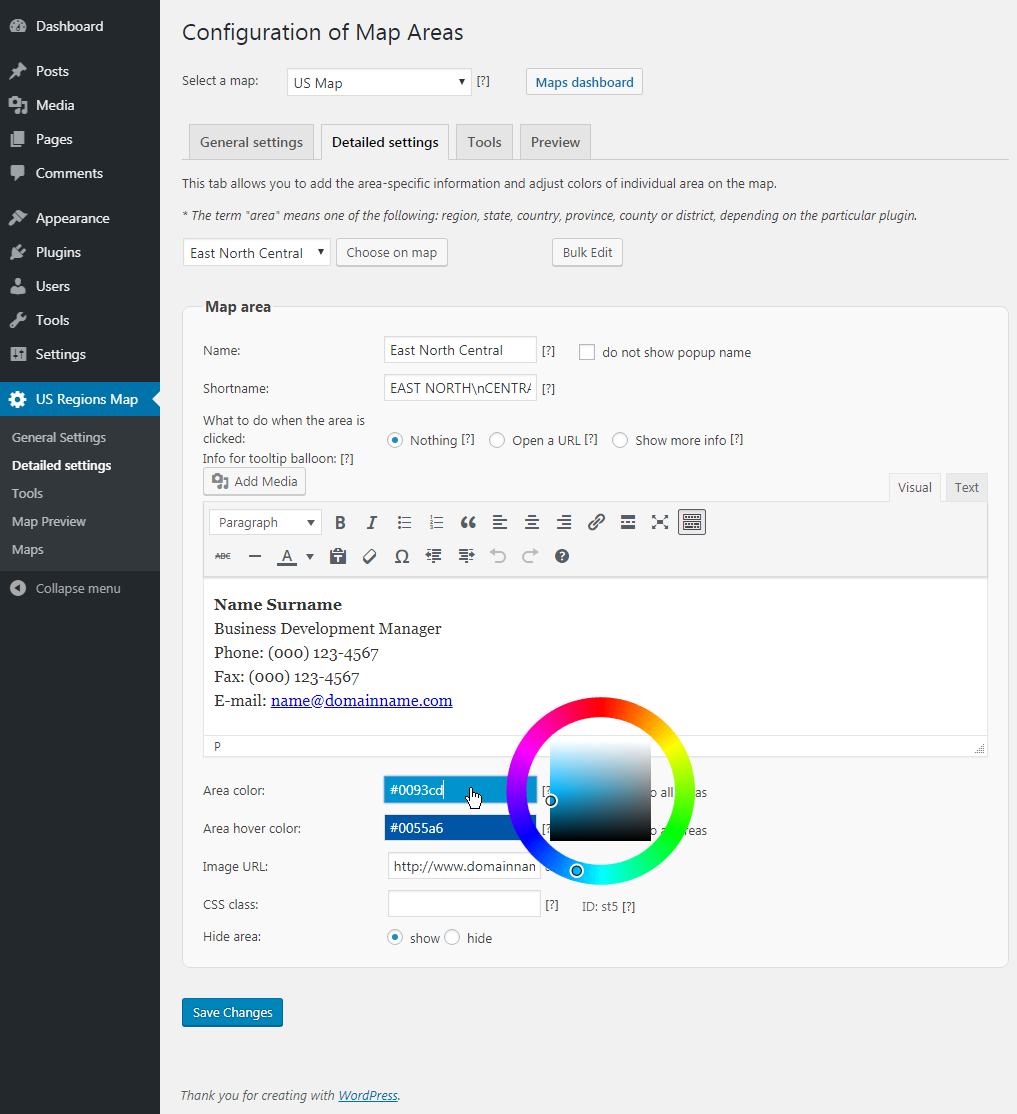 Dashboard
Posts
Media
Pages
Comments
Appearance
Plugins
Users
Tools
Settings
US Regions Map
General Settings
Detailed settings
Tools
Map Preview
Maps
Collapse menu
Configuration of Map Areas
Select a map: US Map [?] Maps dashboard
General settings Detailed settings Tools Preview
This tab allows you to add the area-specific information and adjust colors of individual area on the map.
* The term "area" means one of the following: region, state, country, province, county or district, depending on the particular plugin.
East North Central Choose on map Bulk Edit
Map area
Name: East North Central [?] do not show popup name
Shortname: EAST NORTH\nCENTRA [?]
What to do when the area is
clicked:
Nothing [?] Open a URL [?] Show more info [?]
Info for tooltip balloon: [?]
Add Media Visual Text
Paragraph B I
ABC A Ω
Name Surname
Business Development Manager
Phone: (000) 123-4567
Fax: (000) 123-4567
E-mail: name@domainname.com
P
Area color: #0093cd
Area hover color: #0055a6
Image URL: http://www.domainnan
CSS class: [?] ID: st5 [?]
Hide area: show hide
Save Changes
Thank you for creating with WordPress.